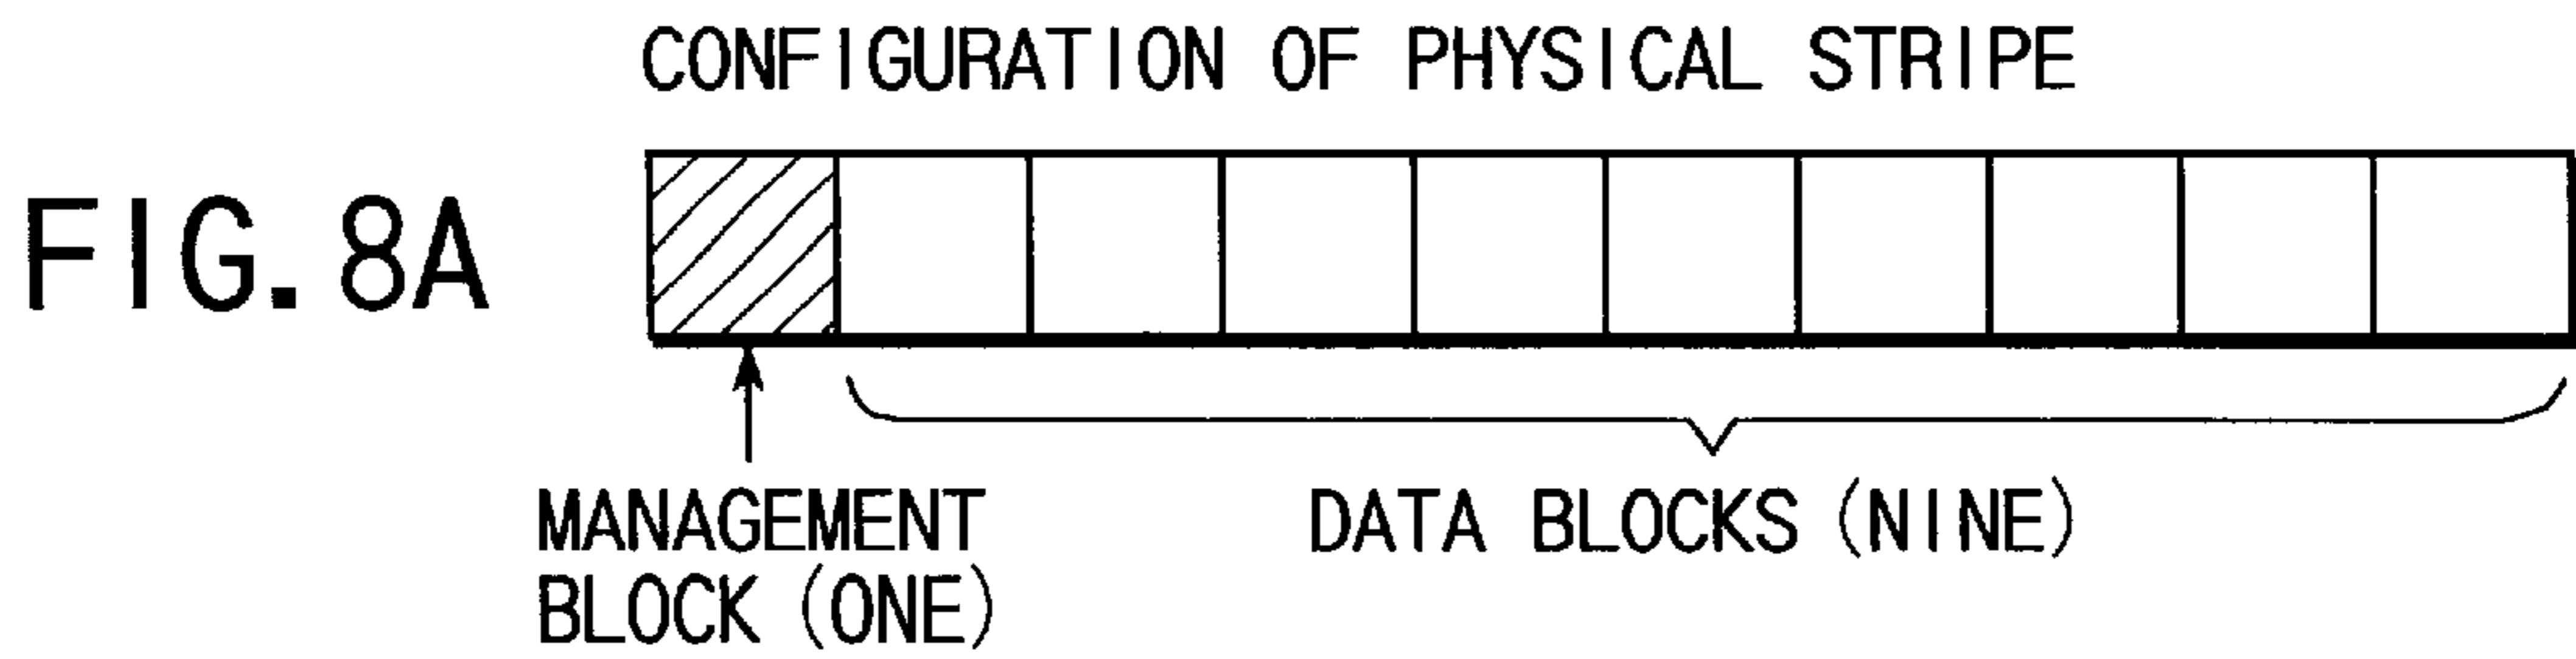 CONFIGURATION OF PHYSICAL STRIPE
FIG. 8A
MANAGEMENT
BLOCK (ONE)
DATA BLOCKS (NINE)